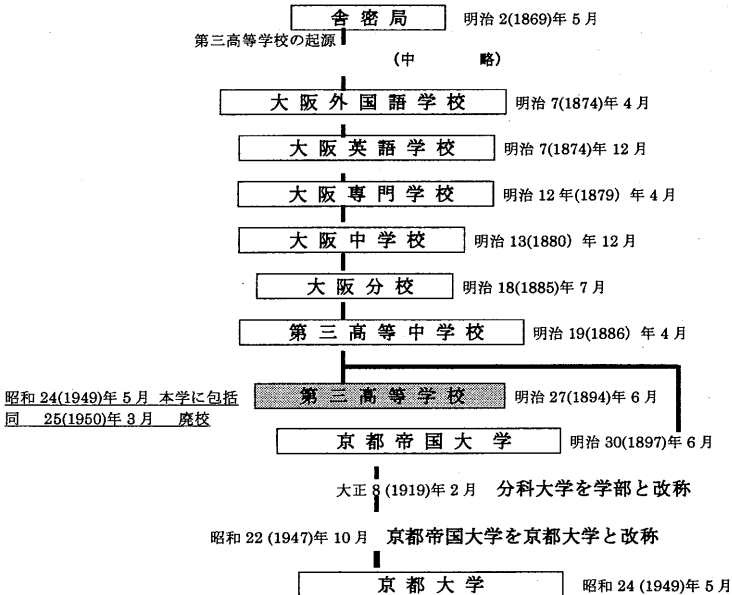 舎密局 明治 2(1869)年 5 月
第三高等学校の起源
(中 略)
大阪外国語学校 明治 7(1874)年 4 月
大阪英語学校 明治 7(1874)年 12 月
大阪専門学校 明治 12 年(1879) 年 4 月
大阪中学校 明治 13(1880) 年 12 月
大阪分校 明治 18(1885)年 7 月
第三高等中学校 明治 19(1886) 年 4 月
昭和 24(1949)年 5 月 本学に包括 第三高等学校 明治 27(1894)年 6 月
同 25(1950)年 3 月 廃校
京都帝国大学 明治 30(1897)年 6 月
大正 8 (1919)年 2 月 分科大学を学部と改称
昭和 22 (1947)年 10 月 京都帝国大学を京都大学と改称
京都大学 昭和 24 (1949)年 5 月